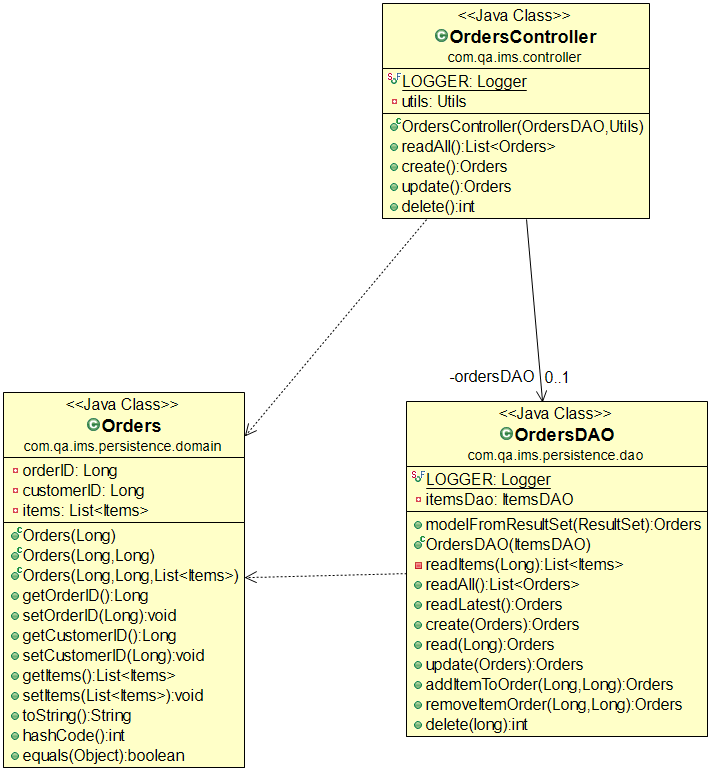 <<Java Class>>
OrdersController
com.qa.ims.controller
LOGGER: Logger
utils: Utils
OrdersController(OrdersDAO,Utils)
readAll():List<Orders>
create():Orders
update():Orders
delete():int
-ordersDAO 0..1
<<Java Class>>
Orders
com.qa.ims.persistence.domain
orderID: Long
customerID: Long
items: List<Items>
Orders(Long)
Orders(Long,Long)
Orders(Long,Long,List<Items>)
getOrderID():Long
setOrderID(Long):void
getCustomerID():Long
setCustomerID(Long):void
getItems():List<Items>
setItems(List<Items>):void
toString():String
hashCode():int
equals(Object):boolean
<<Java Class>>
OrdersDAO
com.qa.ims.persistence.dao
LOGGER: Logger
itemsDao: ItemsDAO
modelFromResultSet(ResultSet):Orders
OrdersDAO(ItemsDAO)
readItems(Long):List<Items>
readAll():List<Orders>
readLatest():Orders
create(Orders):Orders
read(Long):Orders
update(Orders):Orders
addItemToOrder(Long,Long):Orders
removeItemOrder(Long,Long):Orders
delete(long):int